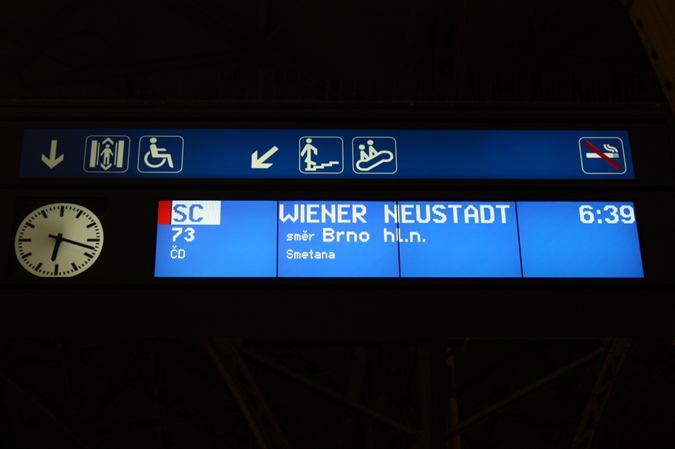 SC WIENER NEUSTADT 6:39
73 směr Brno hl.n.
ČD Smetana